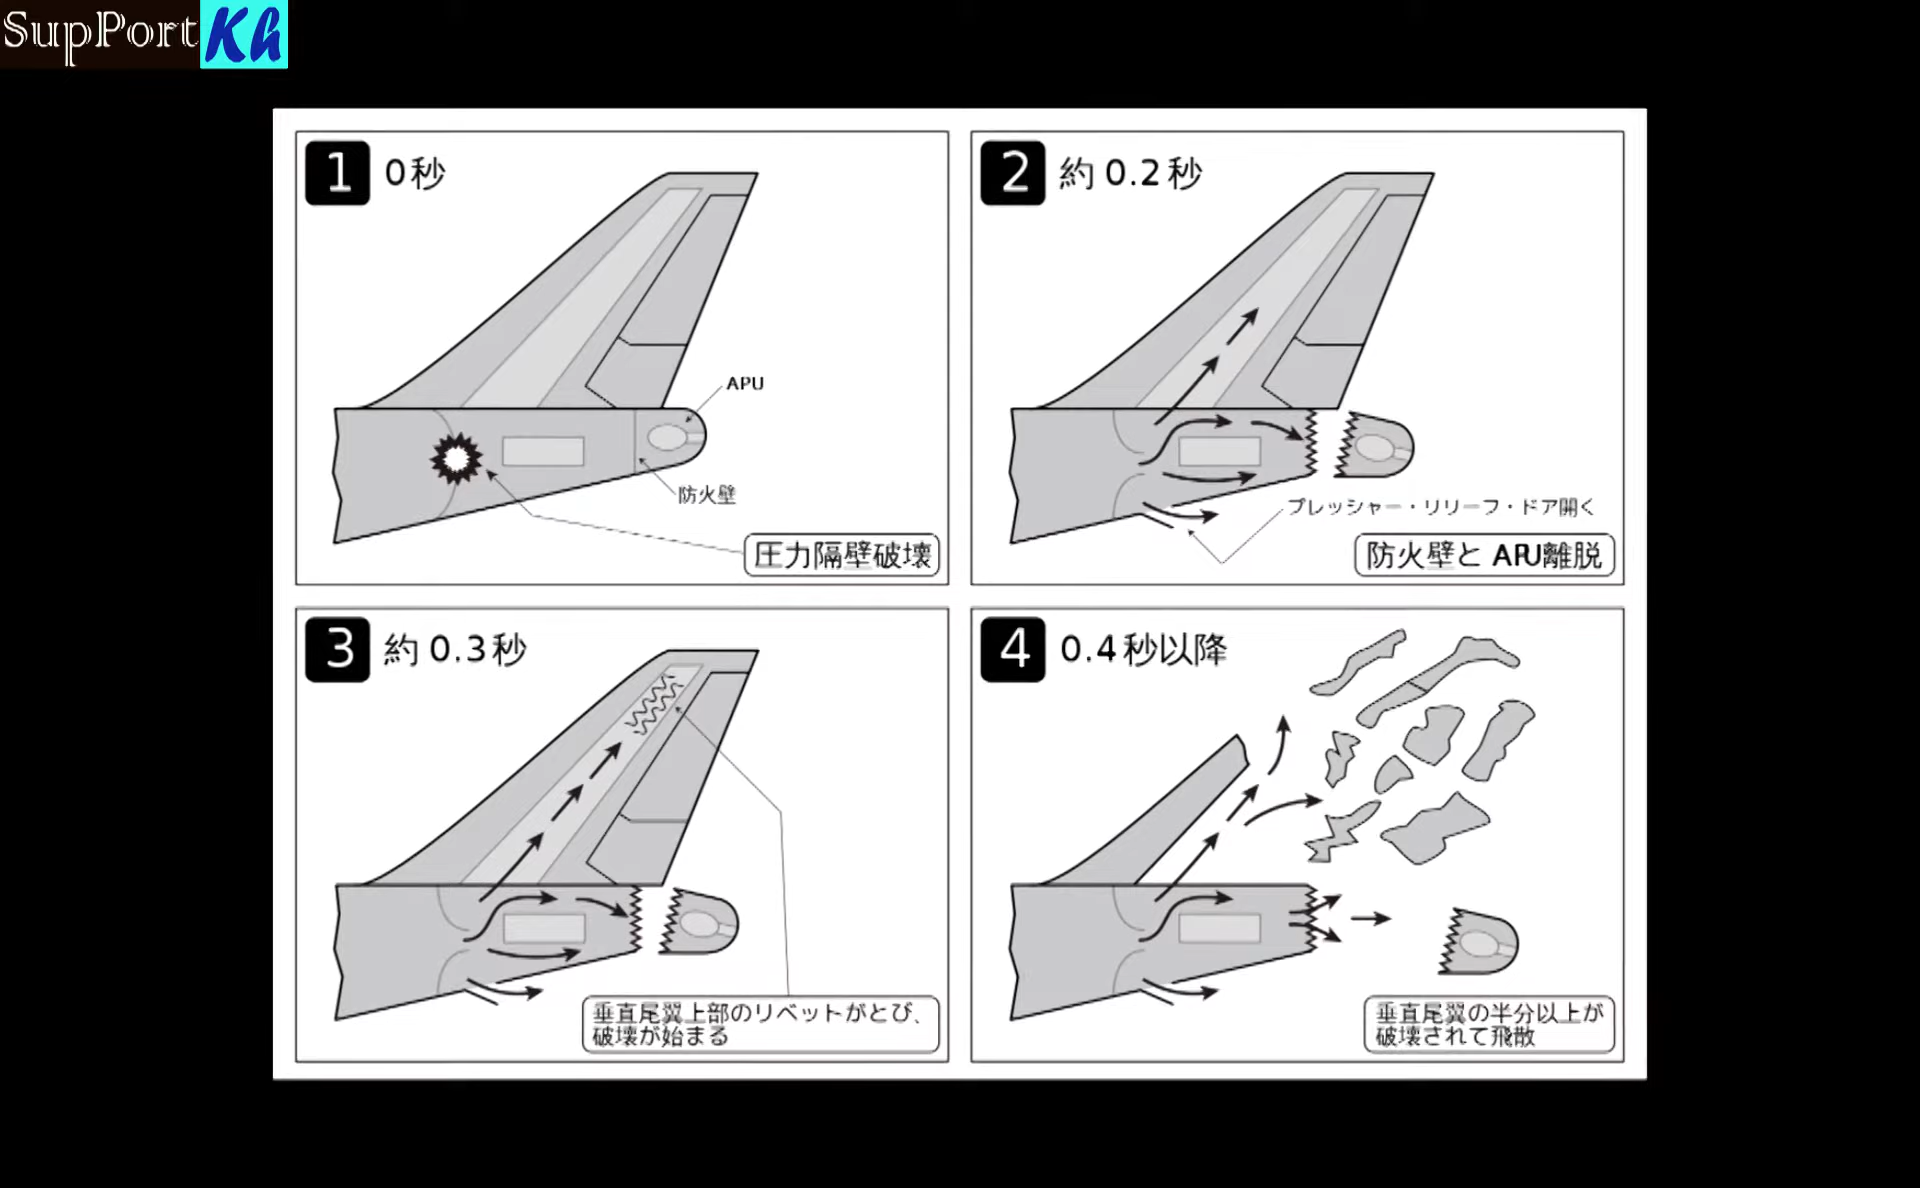 SupPortKh
1 0秒
APU
防火壁
圧力隔壁破壊
2 約 0.2 秒
プレッシャー・リリーフ・ドア開く
防火壁と APU離脱
3 約 0.3 秒
垂直尾翼上部のリベットがとび、
破壊が始まる
4 0.4 秒以降
垂直尾翼の半分以上が
破壊されて飛散